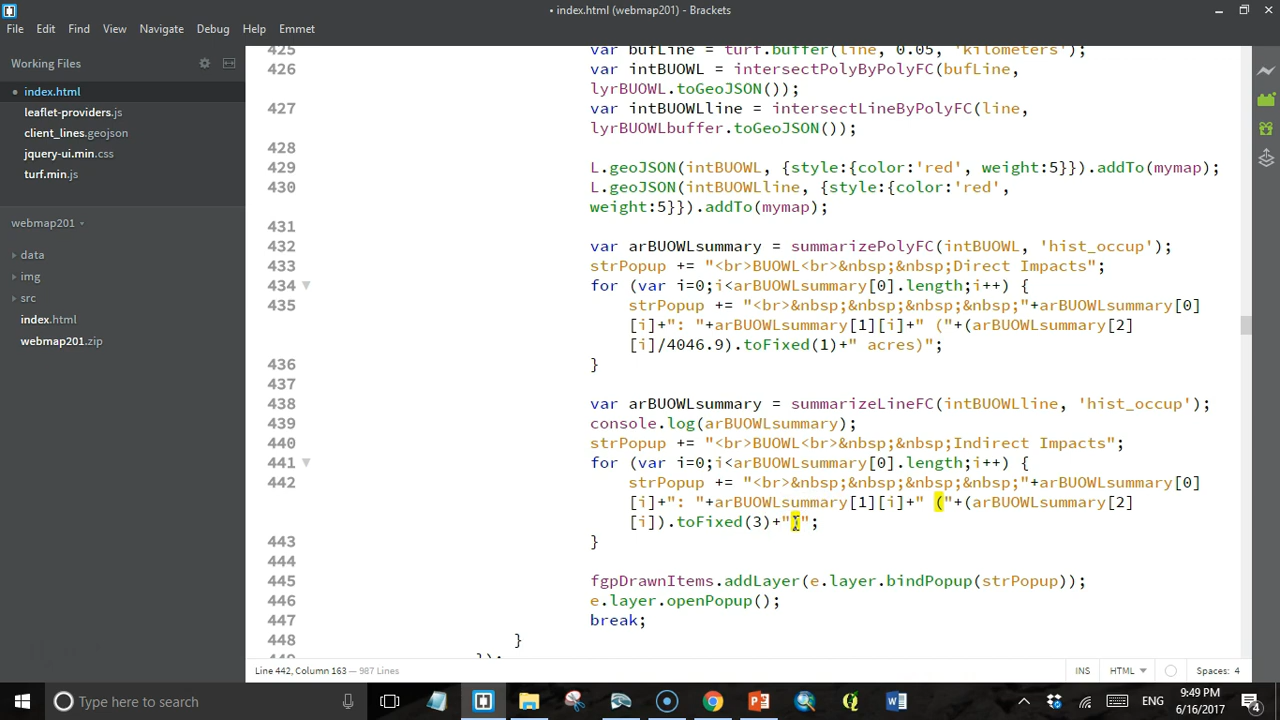 • index.html (webmap201) - Brackets
File Edit Find View Navigate Debug Help Emmet
Working Files
• index.html
leaflet-providers.js
client_lines.geojson
jquery-ui.min.css
turf.min.js
webmap201
data
img
src
index.html
webmap201.zip
425 var bufLine = turf.buffer(line, 0.05, 'kilometers');
426 var intBUOWL = intersectPolyByPolyFC(bufLine,
lyrBUOWL.toGeoJSON());
427 var intBUOWLline = intersectLineByPolyFC(line,
lyrBUOWLbuffer.toGeoJSON());
428
429 L.geoJSON(intBUOWL, {style:{color:'red', weight:5}}).addTo(mymap);
430 L.geoJSON(intBUOWLline, {style:{color:'red',
weight:5}}).addTo(mymap);
431
432 var arBUOWLsummary = summarizePolyFC(intBUOWL, 'hist_occup');
433 strPopup += "<br>BUOWL<br>&nbsp;&nbsp;Direct Impacts";
434 for (var i=0;i<arBUOWLsummary[0].length;i++) {
435 strPopup += "<br>&nbsp;&nbsp;&nbsp;&nbsp;"+arBUOWLsummary[0]
[i]+": "+arBUOWLsummary[1][i]+" ("+(arBUOWLsummary[2]
[i]/4046.9).toFixed(1)+" acres)";
436 }
437
438 var arBUOWLsummary = summarizeLineFC(intBUOWLline, 'hist_occup');
439 console.log(arBUOWLsummary);
440 strPopup += "<br>BUOWL<br>&nbsp;&nbsp;Indirect Impacts";
441 for (var i=0;i<arBUOWLsummary[0].length;i++) {
442 strPopup += "<br>&nbsp;&nbsp;&nbsp;&nbsp;"+arBUOWLsummary[0]
[i]+": "+arBUOWLsummary[1][i]+" ("+(arBUOWLsummary[2]
[i]).toFixed(3)+")";
443 }
444
445 fgpDrawnItems.addLayer(e.layer.bindPopup(strPopup));
446 e.layer.openPopup();
447 break;
448 }
Line 442, Column 163 — 987 Lines
INS HTML Spaces: 4
Type here to search
ENG
9:49 PM
6/16/2017
4